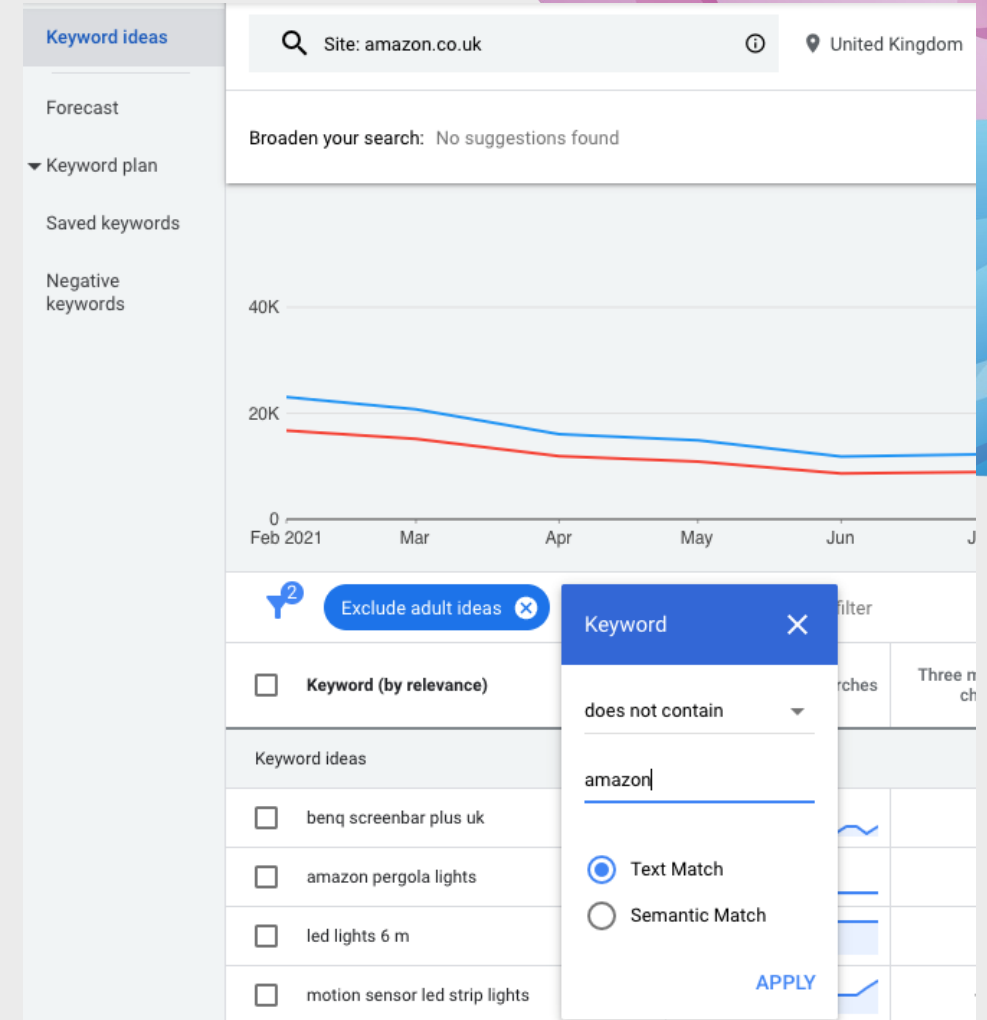 Keyword ideas
Site: amazon.co.uk
United Kingdom
Forecast
Keyword plan
Saved keywords
Negative
keywords
Broaden your search: No suggestions found
40K
20K
0
Feb 2021 Mar Apr May Jun J
2
Exclude adult ideas
filter
Keyword
does not contain
amazon
Text Match
Semantic Match
APPLY
Keyword (by relevance)
rches
Three m
ch
Keyword ideas
benq screenbar plus uk
amazon pergola lights
led lights 6 m
motion sensor led strip lights